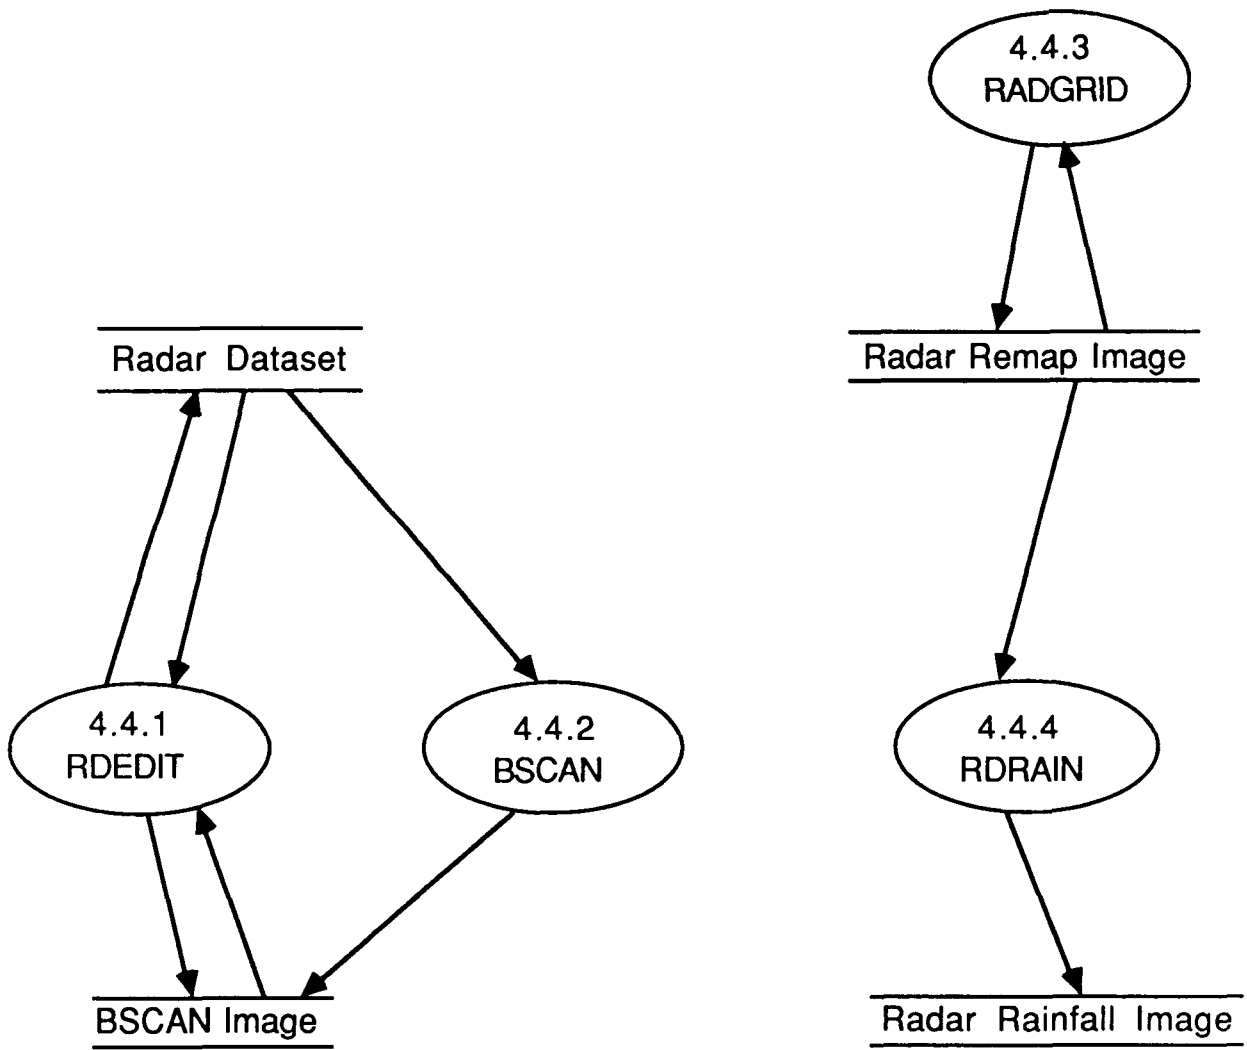 4.4.3
RADGRID
Radar Dataset
Radar Remap Image
4.4.1
RDEDIT
4.4.2
BSCAN
4.4.4
RDRAIN
BSCAN Image
Radar Rainfall Image